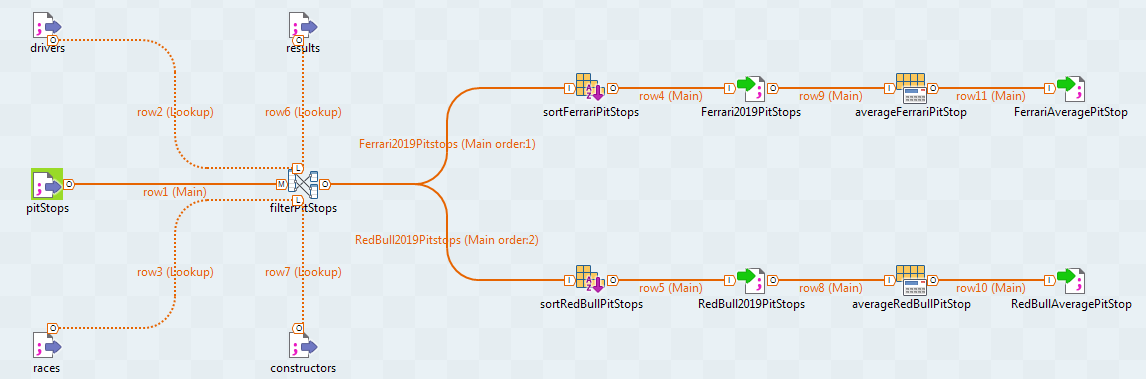 drivers
results
row2 (Lookup)
row6 (Lookup)
row4 (Main)
row9 (Main)
row11 (Main)
sortFerrariPitStops
Ferrari2019PitStops
averageFerrariPitStop
FerrariAveragePitStop
Ferrari2019Pitstops (Main order:1)
row1 (Main)
pitStops
filterPitStops
RedBull2019Pitstops (Main order:2)
row3 (Lookup)
row7 (Lookup)
row5 (Main)
row8 (Main)
row10 (Main)
sortRedBullPitStops
RedBull2019PitStops
averageRedBullPitStop
RedBullAveragePitStop
races
constructors